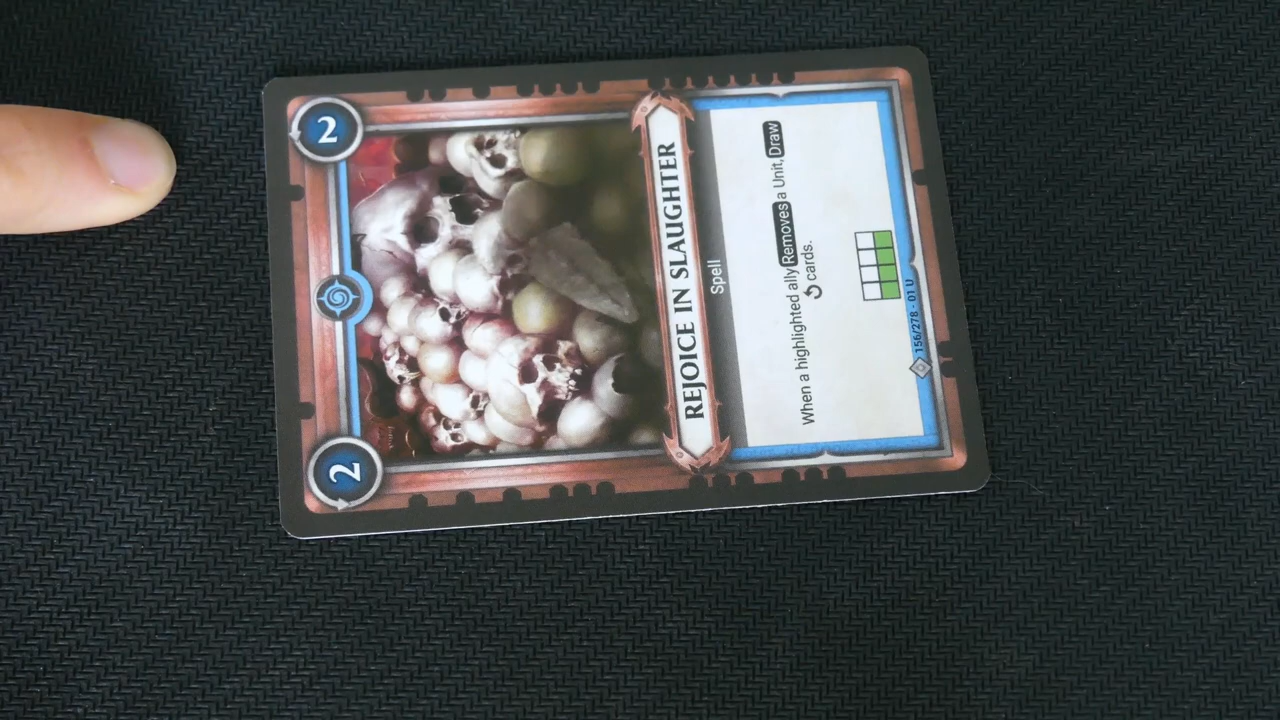 2
2
REJOICE IN SLAUGHTER
Spell
When a highlighted ally Removes a Unit, Draw
cards.
156/278 - 01 U